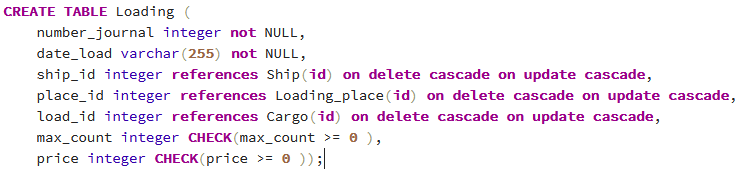 CREATE TABLE Loading (
    number_journal integer not NULL,
    date_load varchar(255) not NULL,
    ship_id integer references Ship(id) on delete cascade on update cascade,
    place_id integer references Loading_place(id) on delete cascade on update cascade,
    load_id integer references Cargo(id) on delete cascade on update cascade,
    max_count integer CHECK(max_count >= 0 ),
    price integer CHECK(price >= 0 ));